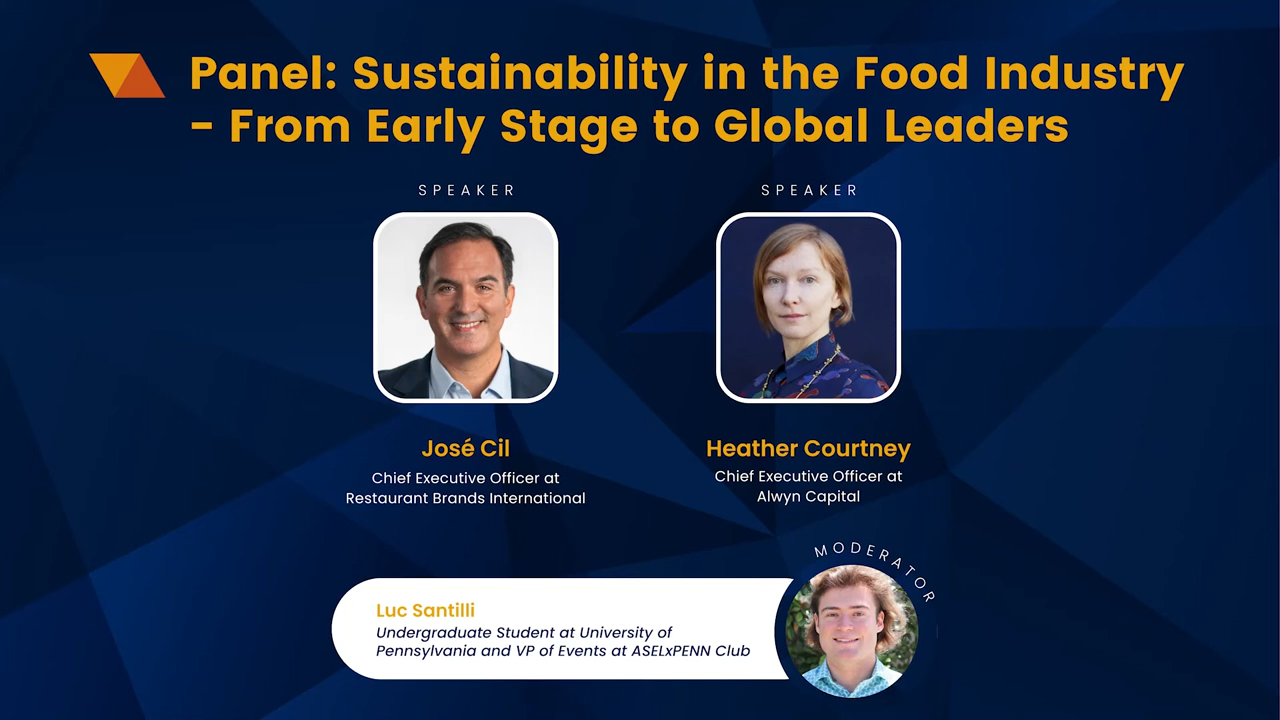 Panel: Sustainability in the Food Industry
- From Early Stage to Global Leaders
SPEAKER
José Cil
Chief Executive Officer at
Restaurant Brands International
SPEAKER
Heather Courtney
Chief Executive Officer at
Alwyn Capital
MODERATOR
Luc Santilli
Undergraduate Student at University of
Pennsylvania and VP of Events at ASELxPENN Club